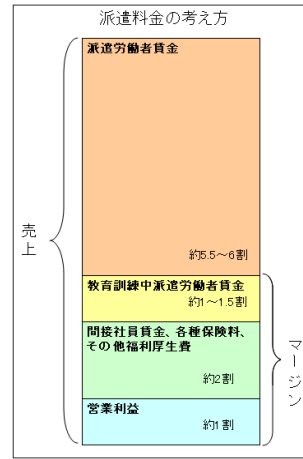 派遣料金の考え方
派遣労働者賃金
約5.5～6割
売上
教育訓練中派遣労働者賃金
約1～1.5割
間接社員賃金、各種保険料、
その他福利厚生費
約2割
マージン
営業利益
約1割